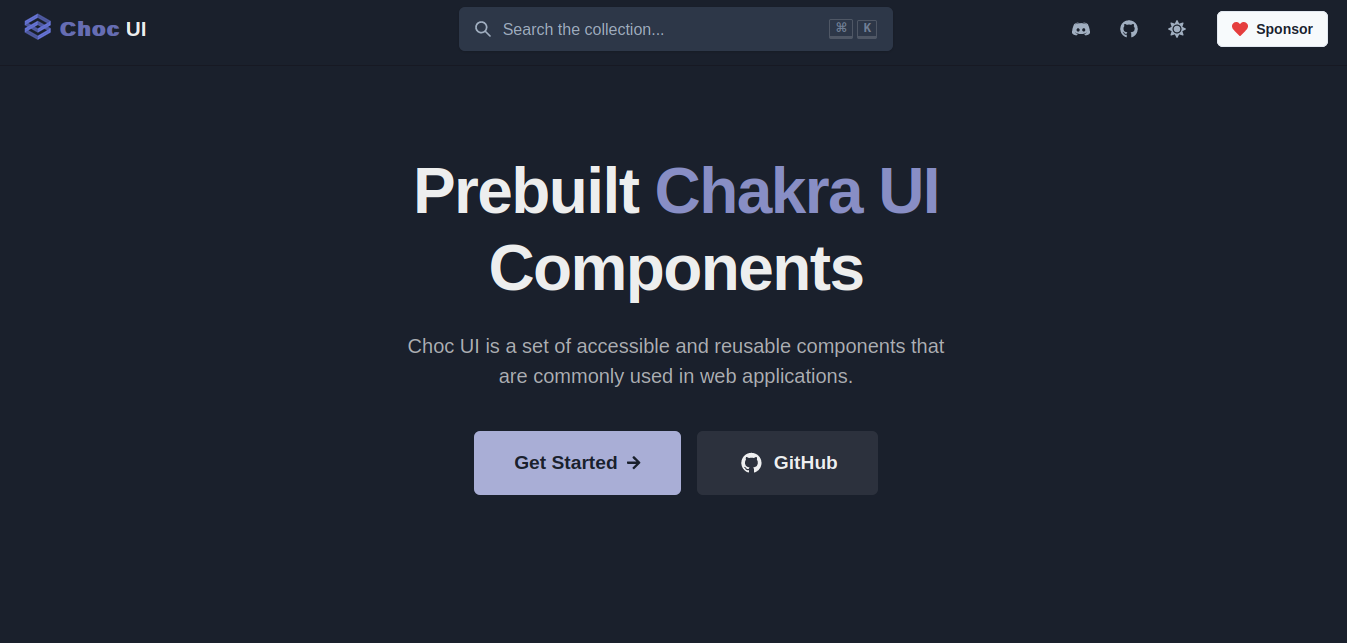 Choc UI
Search the collection...
⌘ K
Sponsor
Prebuilt Chakra UI
Components
Choc UI is a set of accessible and reusable components that
are commonly used in web applications.
Get Started →
GitHub